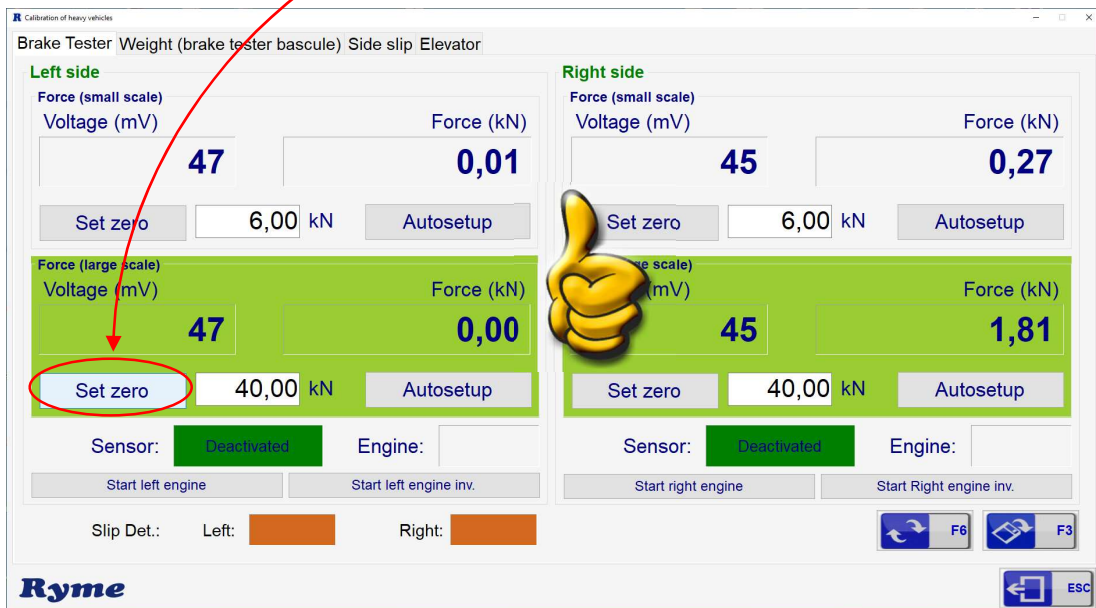 R Calibration of heavy vehicles
Brake Tester Weight (brake tester bascule) Side slip Elevator
Left side
Force (small scale)
Voltage (mV) Force (kN)
47 0,01
Set zero 6,00 kN Autosetup
Force (large scale)
Voltage (mV) Force (kN)
47 0,00
Set zero 40,00 kN Autosetup
Sensor: Deactivated Engine:
Start left engine Start left engine inv.
Right side
Force (small scale)
Voltage (mV) Force (kN)
45 0,27
Set zero 6,00 kN Autosetup
scale)
(mV) Force (kN)
45 1,81
Set zero 40,00 kN Autosetup
Sensor: Deactivated Engine:
Start right engine Start Right engine inv.
Slip Det.: Left: Right:
F6 F3
Ryme
ESC